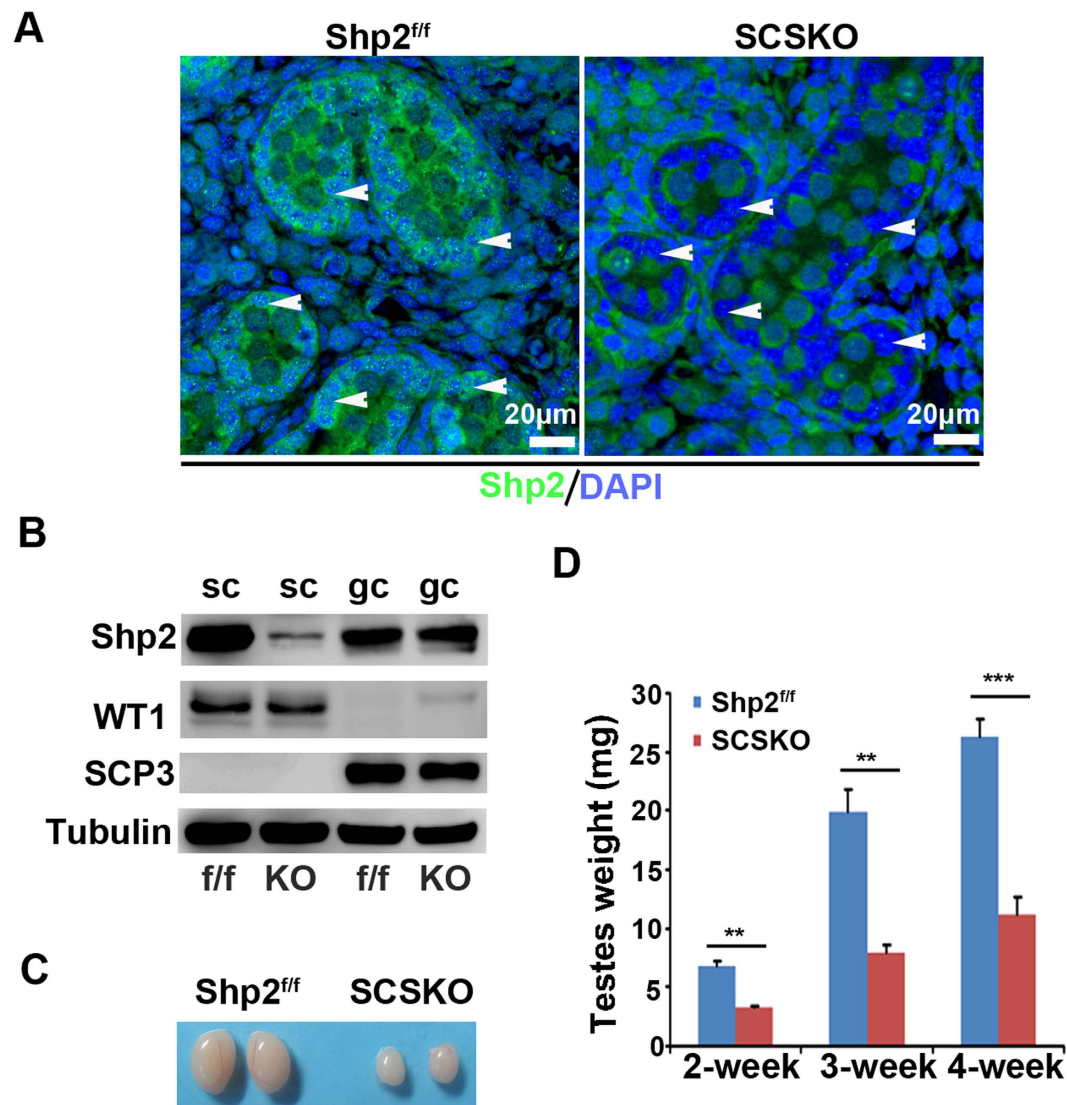 A
Shp2f/f
SCSKO
20μm
20μm
Shp2/DAPI
B
sc sc gc gc
Shp2
WT1
SCP3
Tubulin
f/f KO f/f KO
C
Shp2f/f SCSKO
D
Testes weight (mg)
30
25
20
15
10
5
0
Shp2f/f
SCSKO
**
**
***
2-week 3-week 4-week